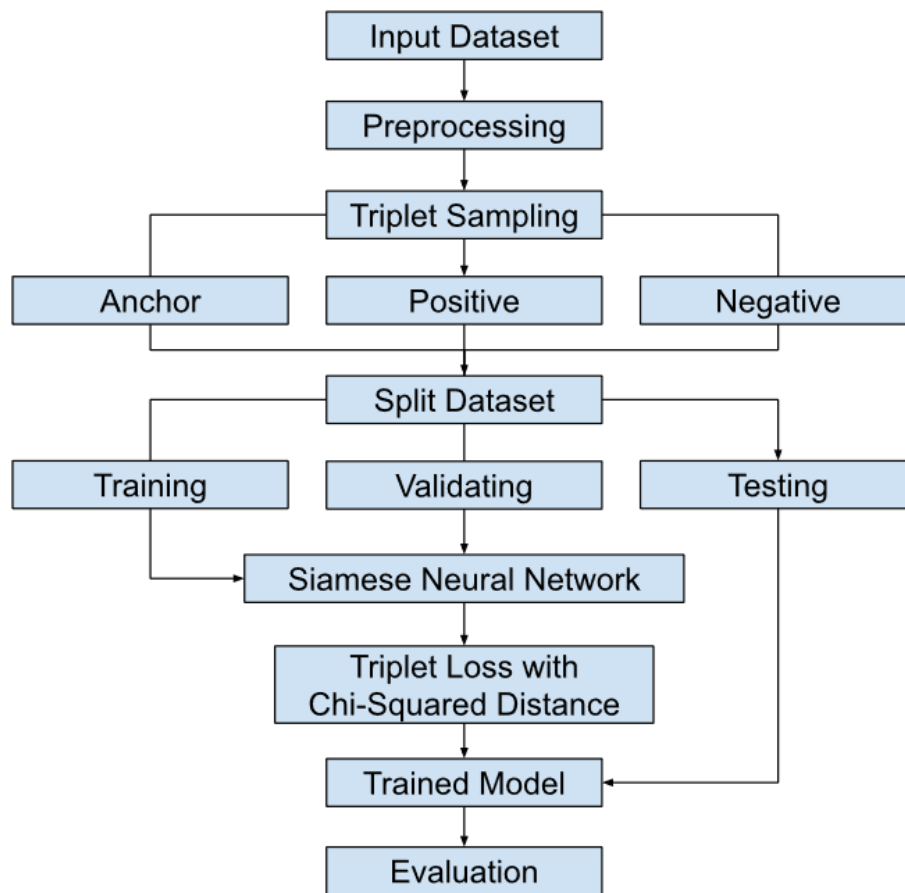 Input Dataset
Preprocessing
Triplet Sampling
Anchor
Positive
Negative
Split Dataset
Training
Validating
Testing
Siamese Neural Network
Triplet Loss with
Chi-Squared Distance
Trained Model
Evaluation